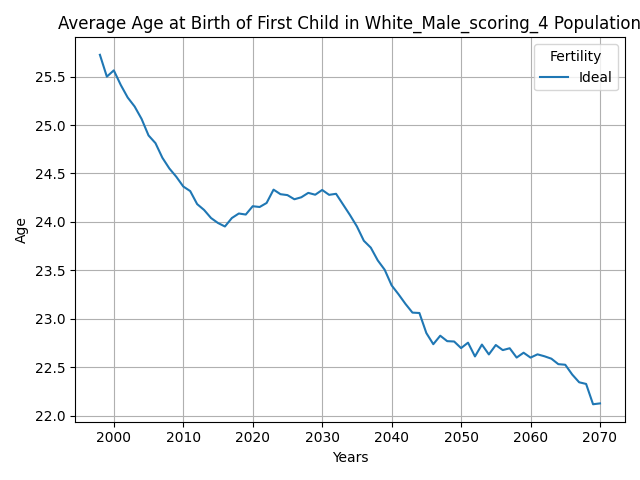 Average Age at Birth of First Child in White_Male_scoring_4 Population
Fertility
Ideal
25.5
25.0
24.5
24.0
23.5
23.0
22.5
22.0
Age
2000 2010 2020 2030 2040 2050 2060 2070
Years